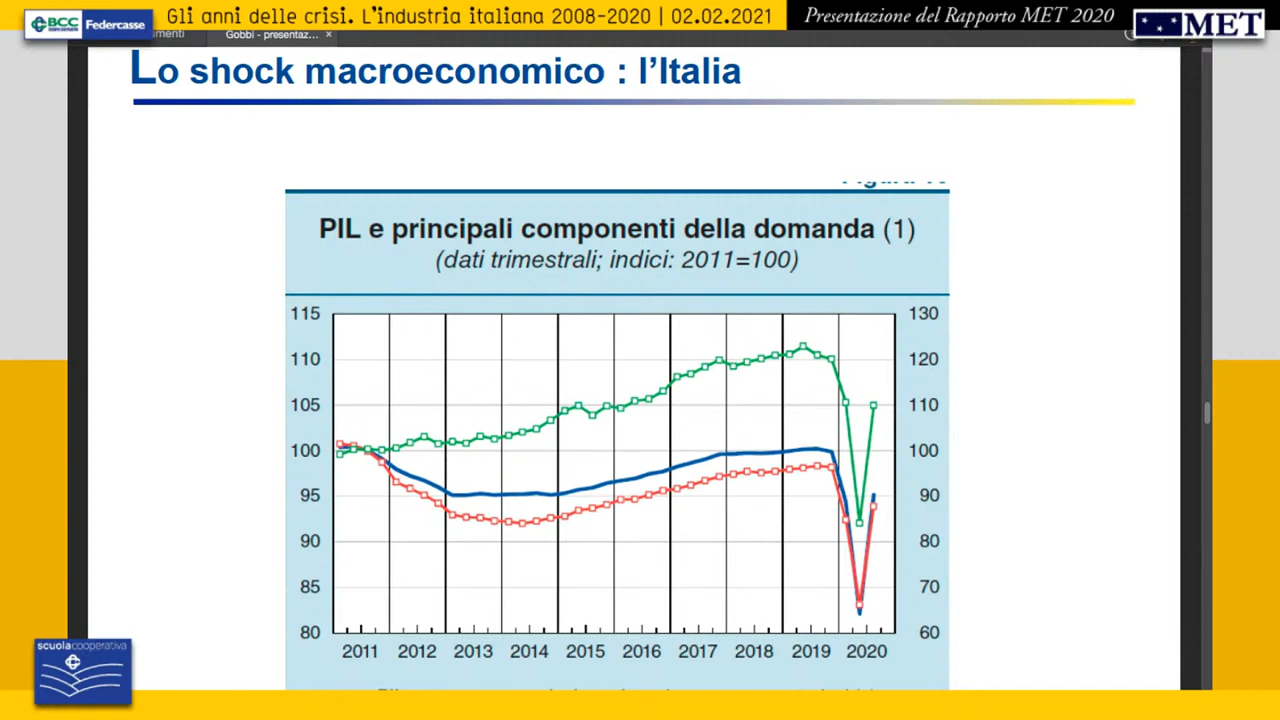 BCC
Federcasse
Gli anni delle crisi. L'industria italiana 2008-2020 | 02.02.2021
Presentazione del Rapporto MET 2020
MET
Gobbi - presentaz... ×
Lo shock macroeconomico : l'Italia
PIL e principali componenti della domanda (1)
(dati trimestrali; indici: 2011=100)
115 130
110 120
105 110
100 100
95 90
90 80
85 70
80 60
2011 2012 2013 2014 2015 2016 2017 2018 2019 2020
scuolacooperativa